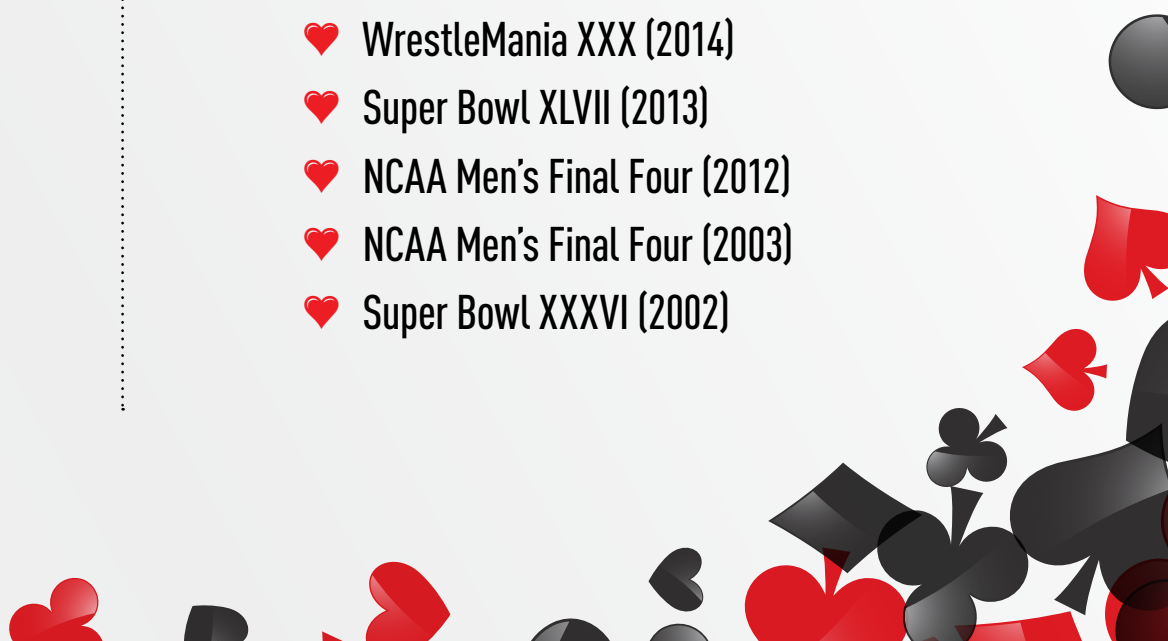 WrestleMania XXX (2014)
Super Bowl XLVII (2013)
NCAA Men’s Final Four (2012)
NCAA Men’s Final Four (2003)
Super Bowl XXXVI (2002)